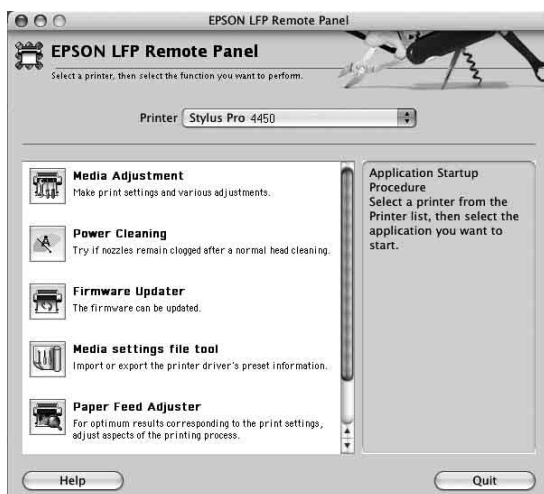 EPSON LFP Remote Panel
EPSON LFP Remote Panel
Select a printer, then select the function you want to perform.
Printer
Stylus Pro 4450
Media Adjustment
Make print settings and various adjustments.
Power Cleaning
Try if nozzles remain clogged after a normal head cleaning.
Firmware Updater
The firmware can be updated.
Media settings file tool
Import or export the printer driver's preset information.
Paper Feed Adjuster
For optimum results corresponding to the print settings,
adjust aspects of the printing process.
Application Startup
Procedure
Select a printer from the
Printer list, then select the
application you want to
start.
Help
Quit